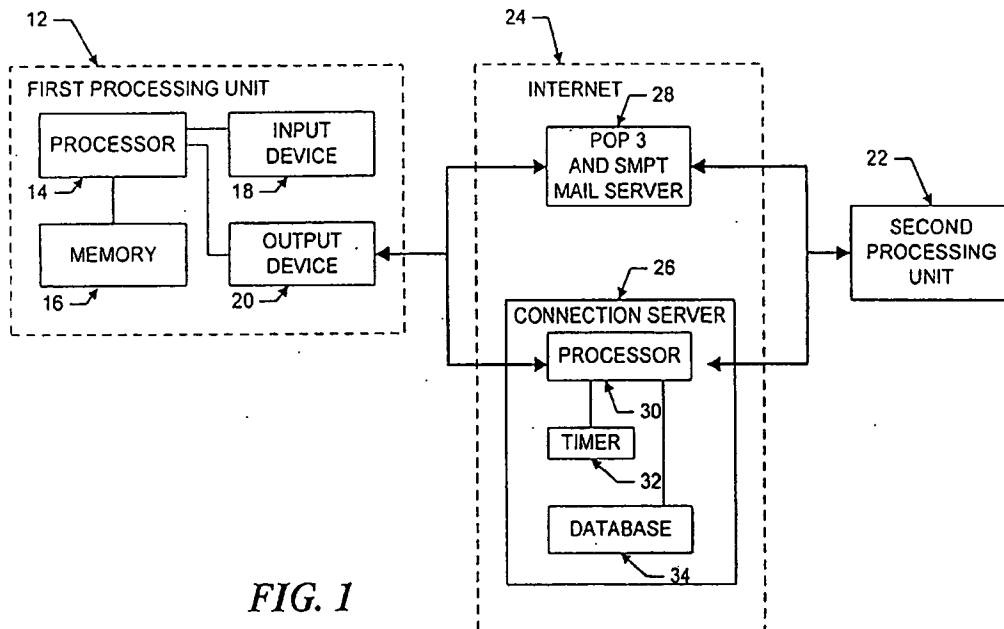 12
FIRST PROCESSING UNIT
PROCESSOR
14
INPUT
DEVICE
18
MEMORY
16
OUTPUT
DEVICE
20
24
INTERNET
28
POP 3
AND SMPT
MAIL SERVER
26
CONNECTION SERVER
PROCESSOR
30
TIMER
32
DATABASE
34
22
SECOND
PROCESSING
UNIT
FIG. 1